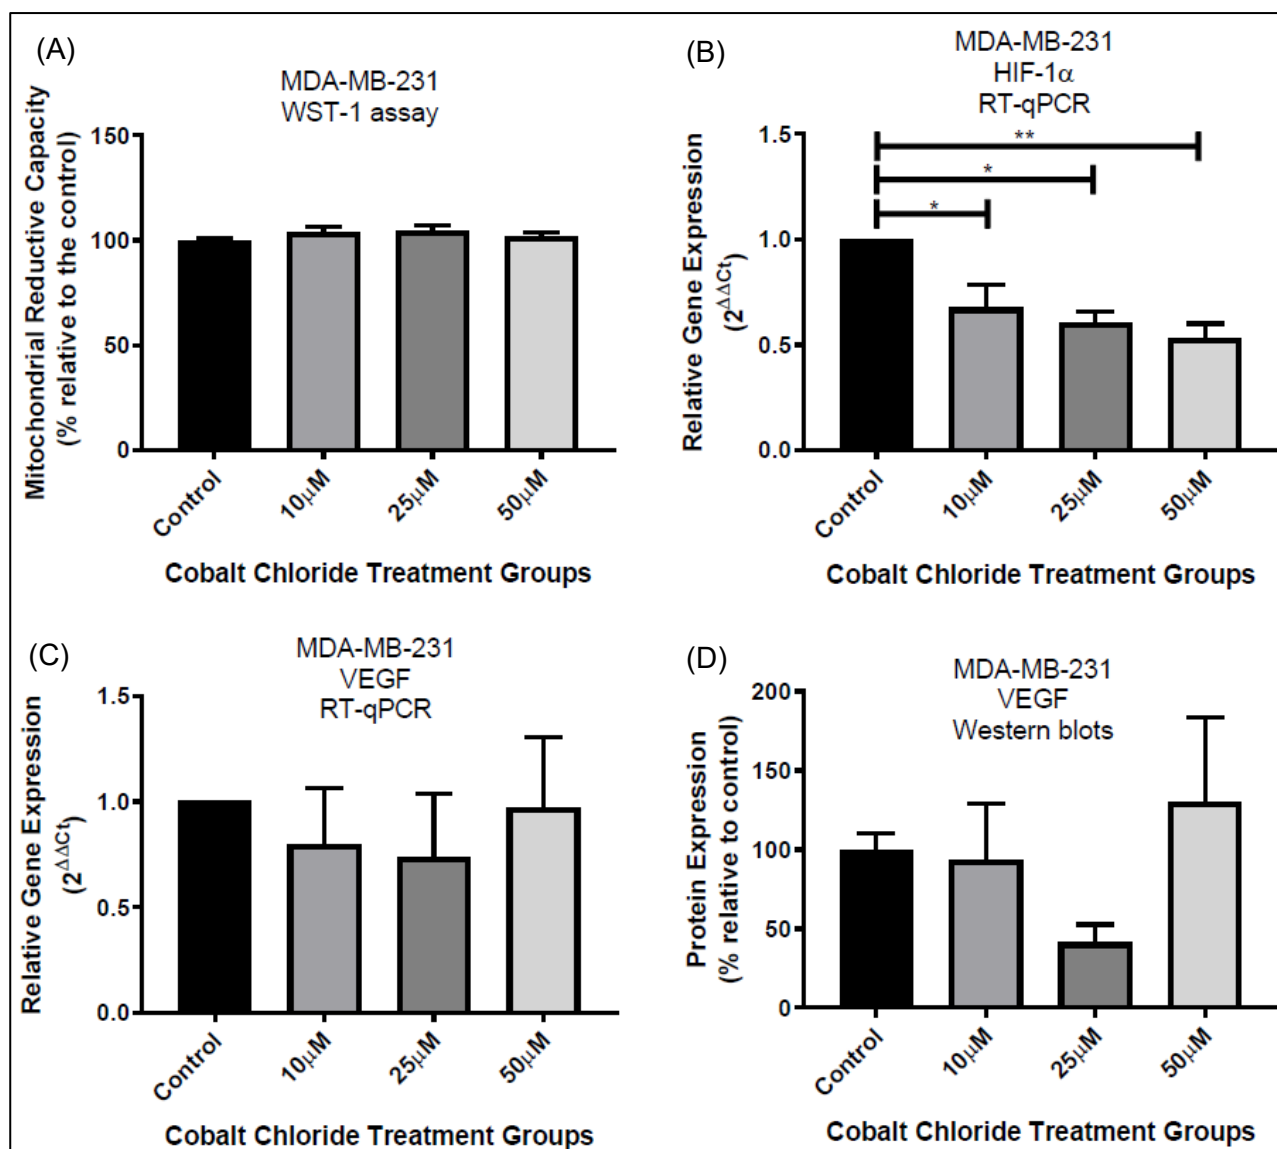 (A)
MDA-MB-231
WST-1 assay
Mitochondrial Reductive Capacity
(% relative to the control)
150
100
50
0
Control
10µM
25µM
50µM
Cobalt Chloride Treatment Groups
(B)
MDA-MB-231
HIF-1α
RT-qPCR
Relative Gene Expression
(2^ΔΔCt)
1.5
1.0
0.5
0.0
**
*
*
Control
10µM
25µM
50µM
Cobalt Chloride Treatment Groups
(C)
MDA-MB-231
VEGF
RT-qPCR
Relative Gene Expression
(2^ΔΔCt)
1.5
1.0
0.5
0.0
Control
10µM
25µM
50µM
Cobalt Chloride Treatment Groups
(D)
MDA-MB-231
VEGF
Western blots
Protein Expression
(% relative to control)
200
150
100
50
0
Control
10µM
25µM
50µM
Cobalt Chloride Treatment Groups